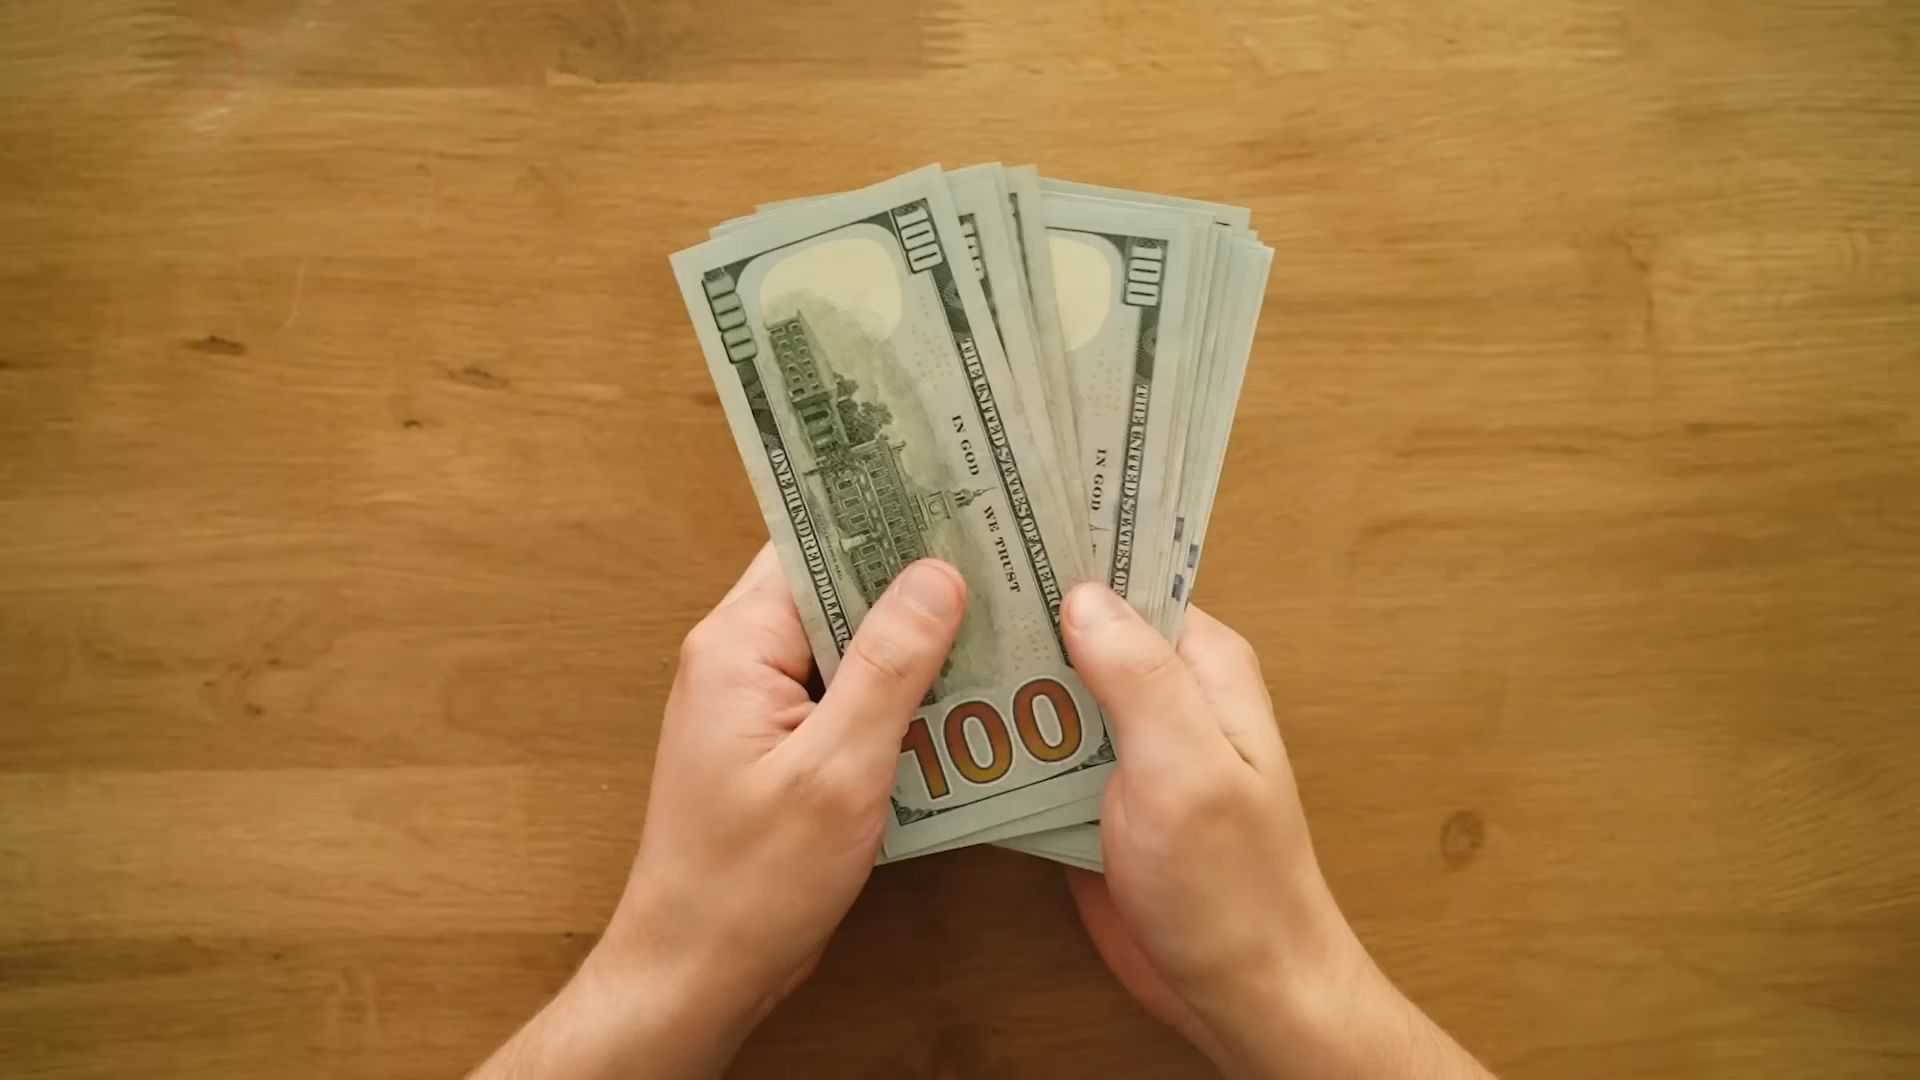 100
100
THE UNITED STATES OF AMERICA
IN GOD WE TRUST
ONE HUNDRED DOLLARS
100
100
THE UNITED STATES OF
IN GOD